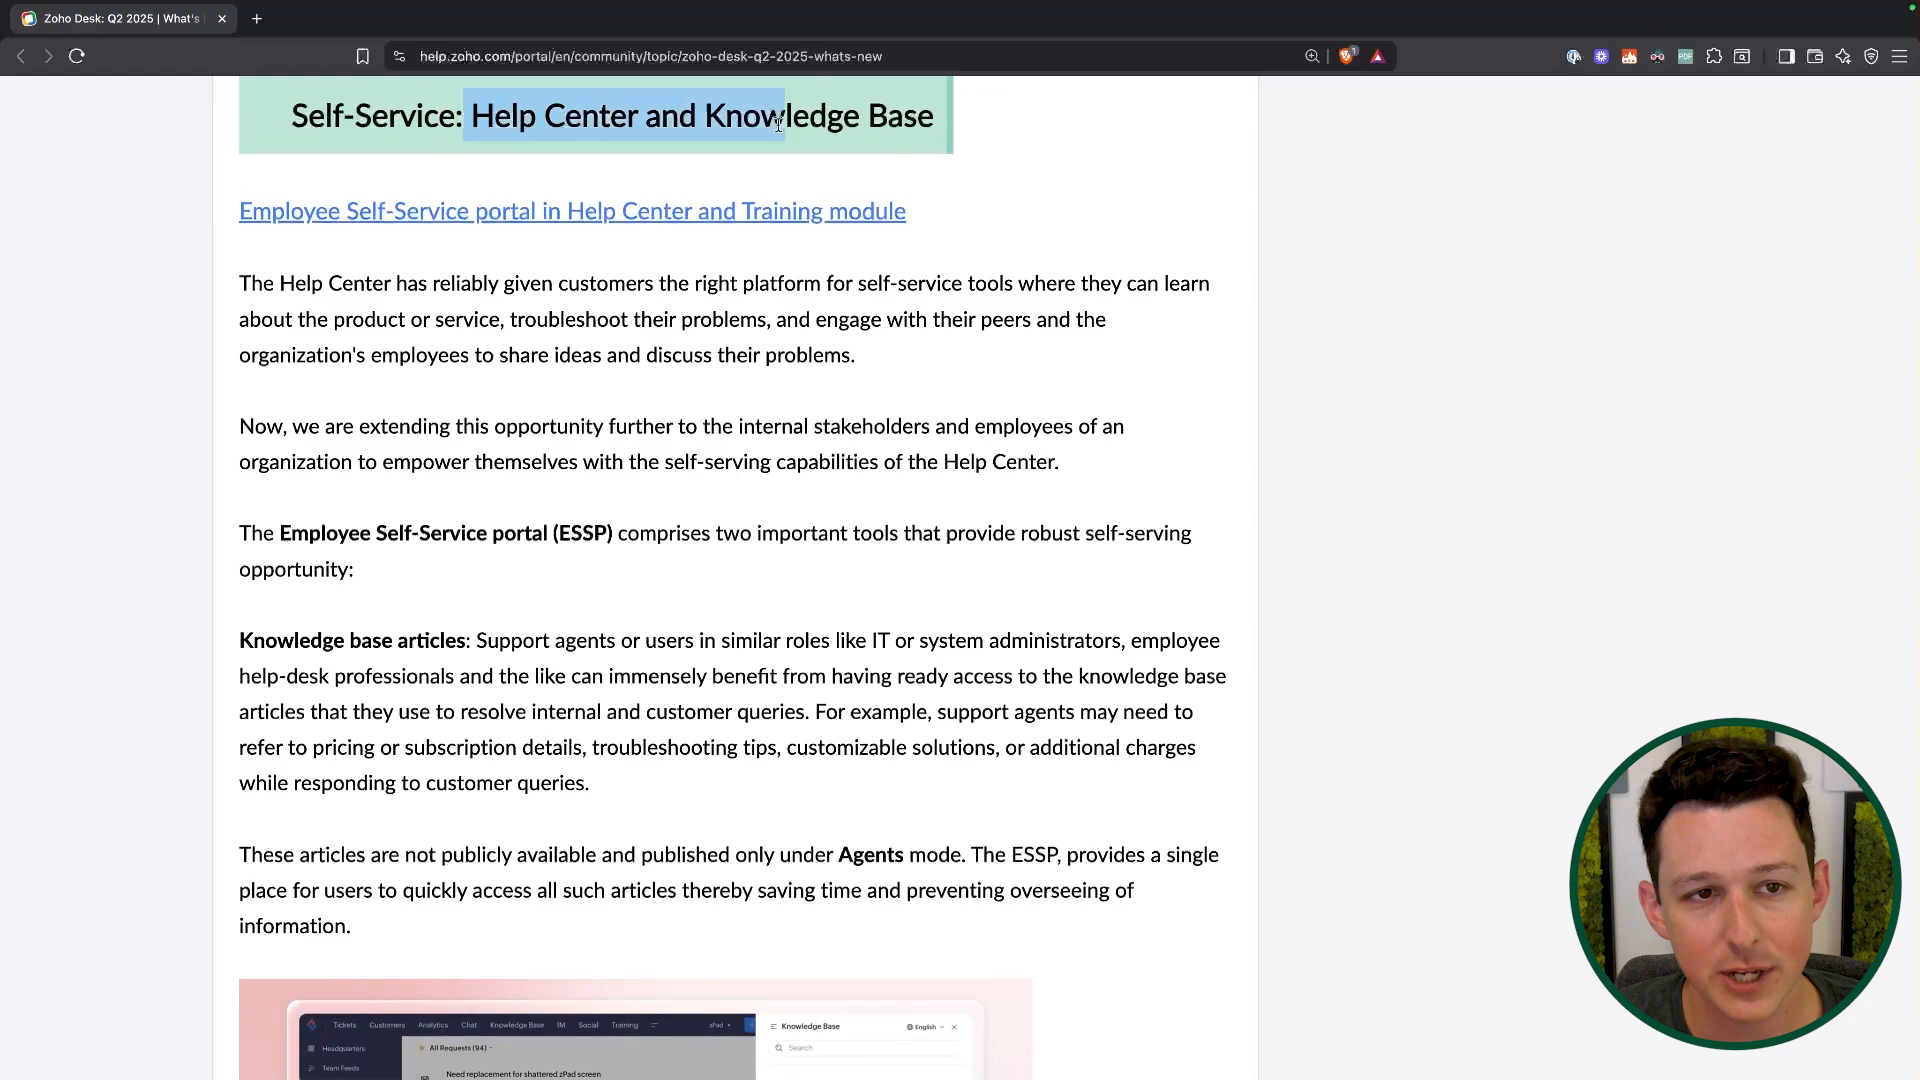 Zoho Desk: Q2 2025 | What's
help.zoho.com/portal/en/community/topic/zoho-desk-q2-2025-whats-new
1
PDF
Self-Service: Help Center and Knowledge Base
Employee Self-Service portal in Help Center and Training module
The Help Center has reliably given customers the right platform for self-service tools where they can learn
about the product or service, troubleshoot their problems, and engage with their peers and the
organization's employees to share ideas and discuss their problems.
Now, we are extending this opportunity further to the internal stakeholders and employees of an
organization to empower themselves with the self-serving capabilities of the Help Center.
The Employee Self-Service portal (ESSP) comprises two important tools that provide robust self-serving
opportunity:
Knowledge base articles: Support agents or users in similar roles like IT or system administrators, employee
help-desk professionals and the like can immensely benefit from having ready access to the knowledge base
articles that they use to resolve internal and customer queries. For example, support agents may need to
refer to pricing or subscription details, troubleshooting tips, customizable solutions, or additional charges
while responding to customer queries.
These articles are not publicly available and published only under Agents mode. The ESSP, provides a single
place for users to quickly access all such articles thereby saving time and preventing overseeing of
information.
Tickets Customers Analytics Chat Knowledge Base IM Social Training zPad
Knowledge Base English
Headquarters All Requests (94) Search
Team Feeds
Need replacement for shattered zPad screen